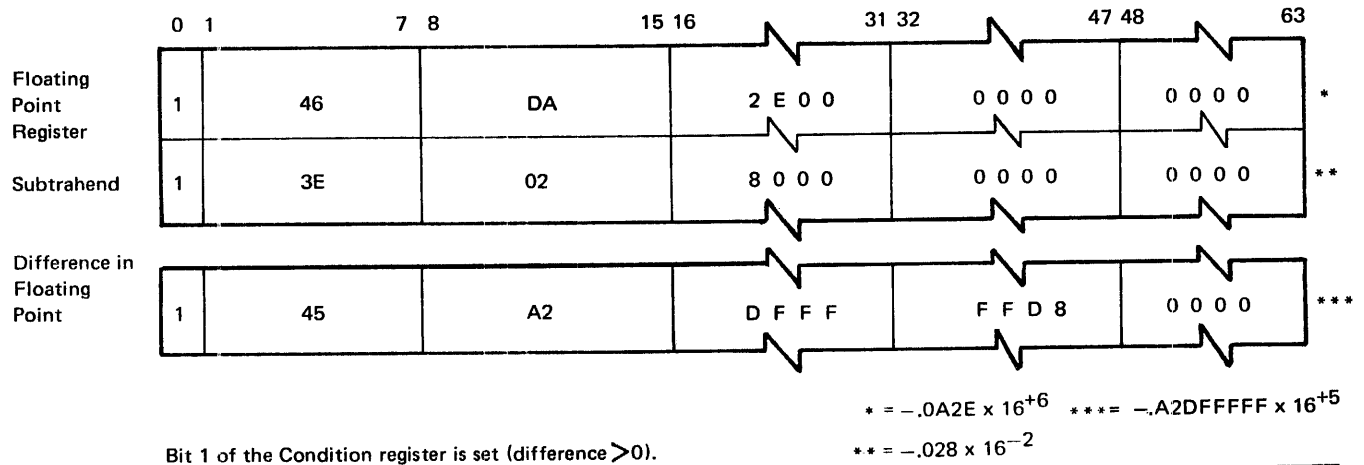 0 1 7 8 15 16 31 32 47 48 63
Floating
Point
Register
1 46 DA 2 E 0 0 0 0 0 0 0 0 0 0 *
Subtrahend
1 3E 02 8 0 0 0 0 0 0 0 0 0 0 0 **
Difference in
Floating
Point
1 45 A2 D F F F F F D 8 0 0 0 0 ***
* = –.0A2E x 16+6 *** = –.A2DFFFFF x 16+5
Bit 1 of the Condition register is set (difference >0). ** = –.028 x 16–2